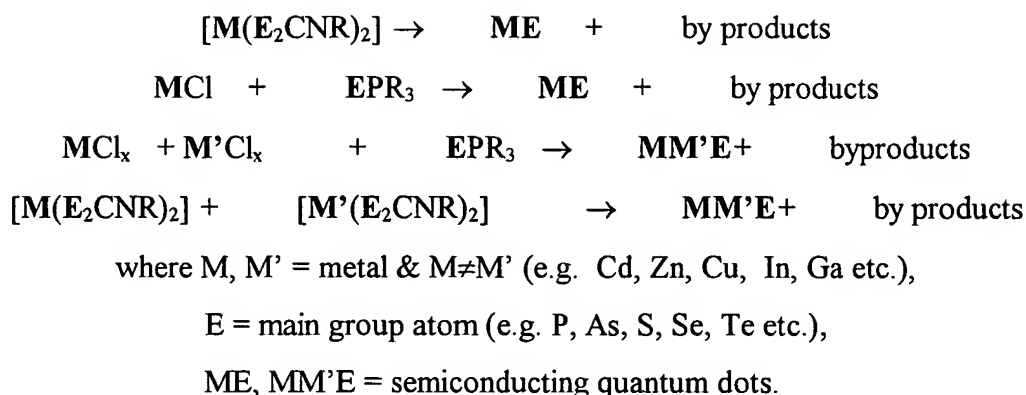 [M(E₂CNR)₂] → ME + by products
MCl + EPR₃ → ME + by products
MClₓ + M'Clₓ + EPR₃ → MM'E+ byproducts
[M(E₂CNR)₂] + [M'(E₂CNR)₂] → MM'E+ by products
where M, M' = metal & M≠M' (e.g. Cd, Zn, Cu, In, Ga etc.),
E = main group atom (e.g. P, As, S, Se, Te etc.),
ME, MM'E = semiconducting quantum dots.